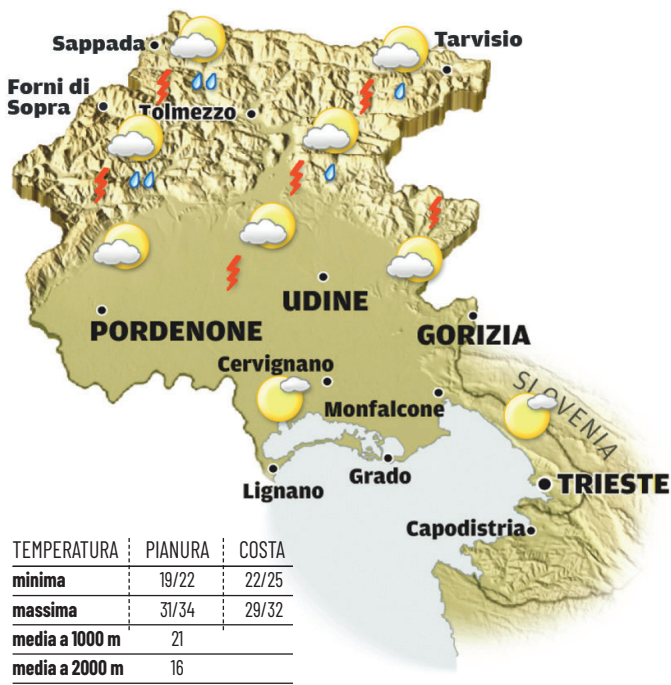 Sappada
Tarvisio
Forni di
Sopra
Tolmezzo
UDINE
PORDENONE
GORIZIA
Cervignano
SLOVENIA
Monfalcone
Grado
Lignano
TRIESTE
Capodistria
TEMPERATURA PIANURA COSTA
minima 19/22 22/25
massima 31/34 29/32
media a 1000 m 21
media a 2000 m 16